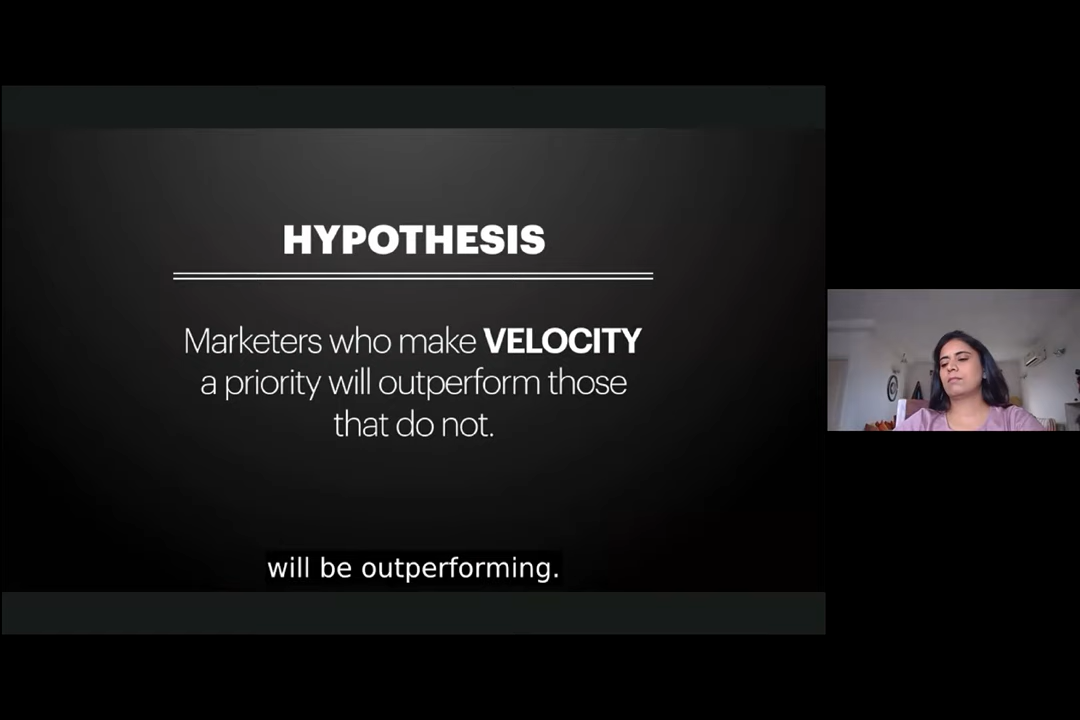 HYPOTHESIS
Marketers who make VELOCITY
a priority will outperform those
that do not.
will be outperforming.